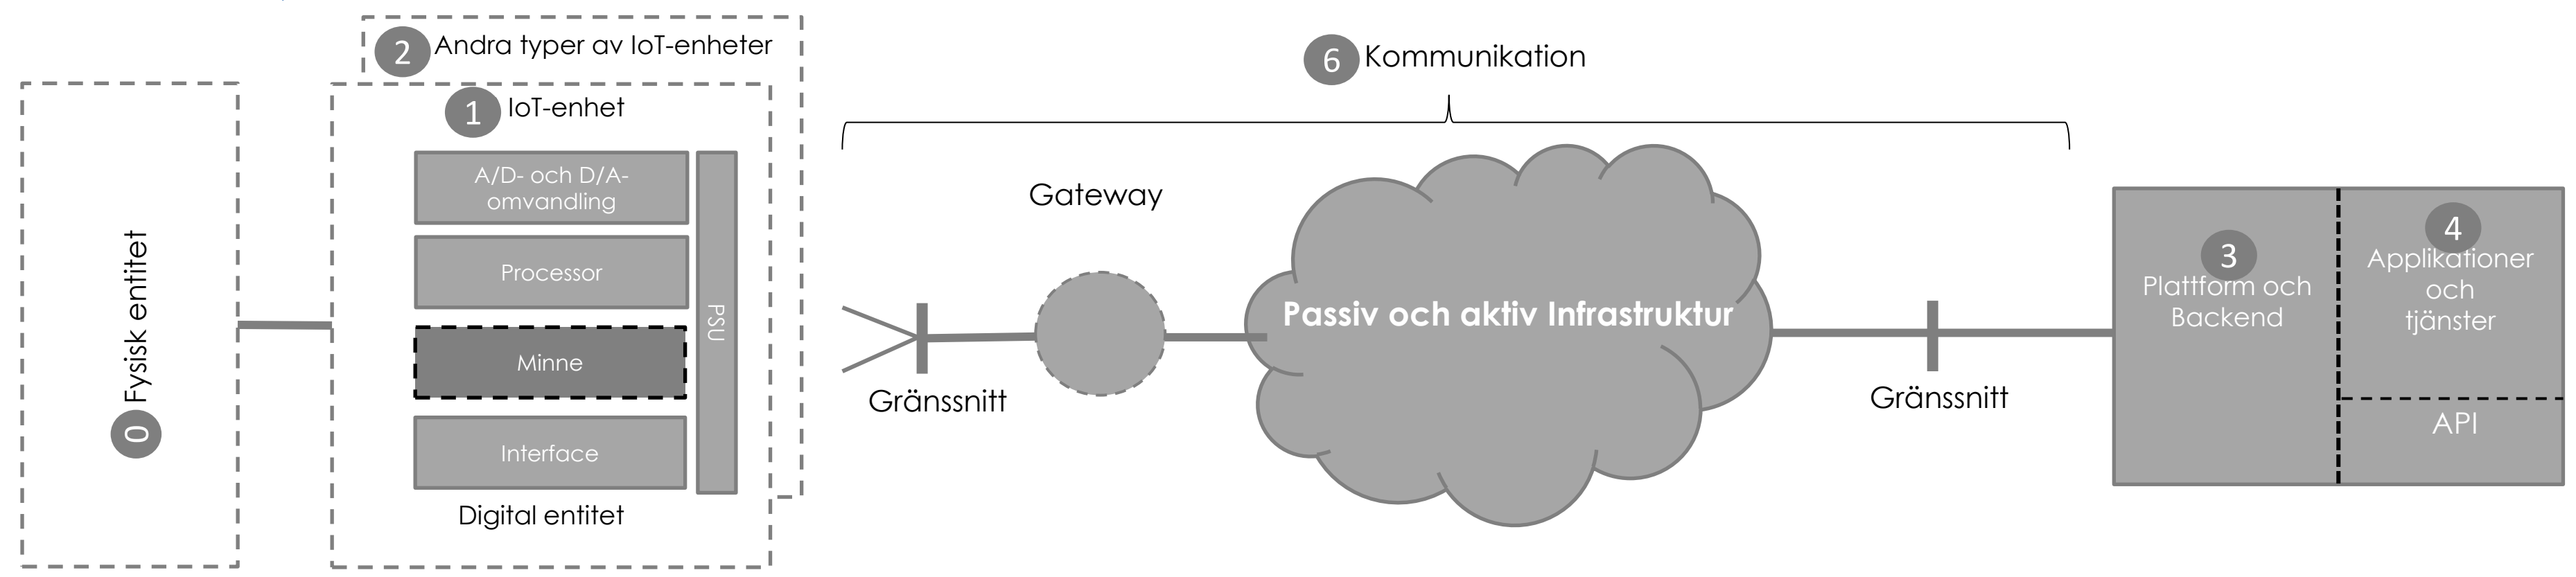 0 Fysisk entitet
2 Andra typer av IoT-enheter
1 IoT-enhet
A/D- och D/A-
omvandling
Processor
Minne
Interface
PSU
Digital entitet
6 Kommunikation
Gateway
Gränssnitt
Passiv och aktiv Infrastruktur
Gränssnitt
3
Plattform och
Backend
4
Applikationer
och
tjänster
API